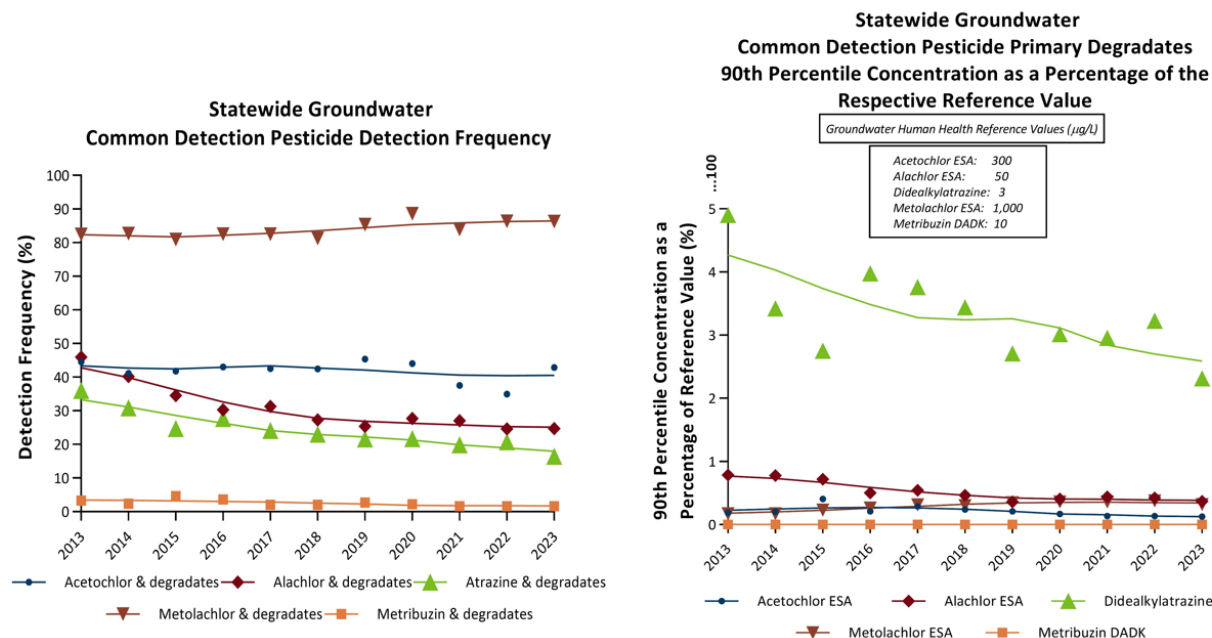 Statewide Groundwater
Common Detection Pesticide Detection Frequency
Detection Frequency (%)
100
90
80
70
60
50
40
30
20
10
0
2013 2014 2015 2016 2017 2018 2019 2020 2021 2022 2023
Acetochlor & degradates Alachlor & degradates Atrazine & degradates
Metolachlor & degradates Metribuzin & degradates
Statewide Groundwater
Common Detection Pesticide Primary Degradates
90th Percentile Concentration as a Percentage of the
Respective Reference Value
Groundwater Human Health Reference Values (µg/L)
Acetochlor ESA: 300
Alachlor ESA: 50
Didealkylatrazine: 3
Metolachlor ESA: 1,000
Metribuzin DADK: 10
90th Percentile Concentration as a
Percentage of Reference Value (%)
...100
5
4
3
2
1
0
2013 2014 2015 2016 2017 2018 2019 2020 2021 2022 2023
Acetochlor ESA Alachlor ESA Didealkylatrazine
Metolachlor ESA Metribuzin DADK